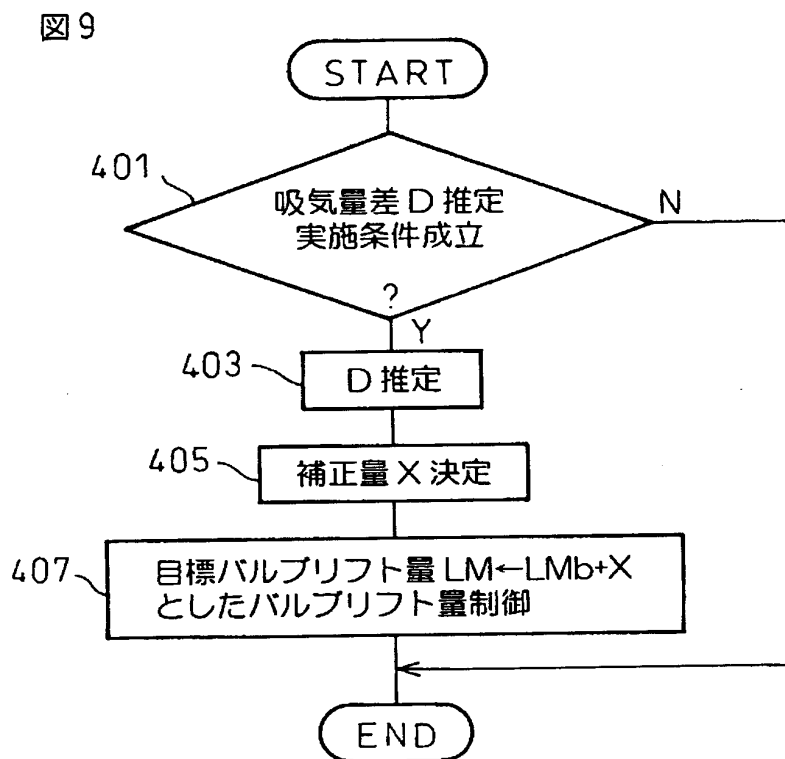 図9
START
401
吸気量差D推定
実施条件成立
?
N
Y
403
D推定
405
補正量X決定
407
目標バルブリフト量LM←LMb+X
としたバルブリフト量制御
END